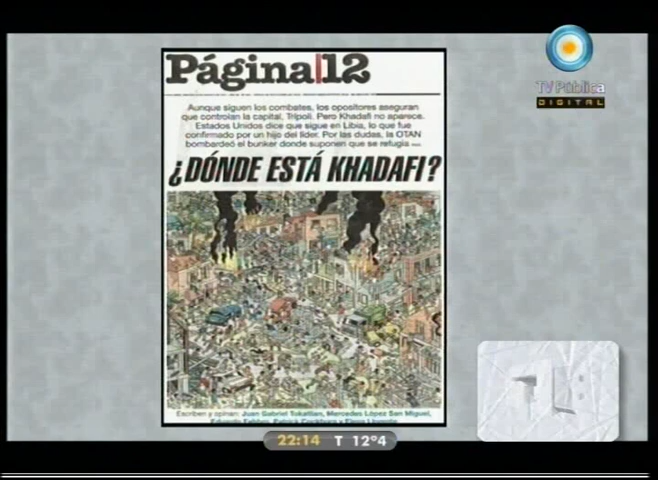 Página|12
TV Pública
DIGITAL
Aunque siguen los combates, los opositores aseguran
que controlan la capital, Trípoli. Pero Khadafi no aparece.
Estados Unidos dice que sigue en Libia, lo que fue
confirmado por un hijo del líder. Por las dudas, la OTAN
bombardeó el bunker donde suponen que se refugia
¿DÓNDE ESTÁ KHADAFI?
Escriben y opinan: Juan Gabriel Tokatlian, Mercedes López San Miguel,
22:14 T 12°4